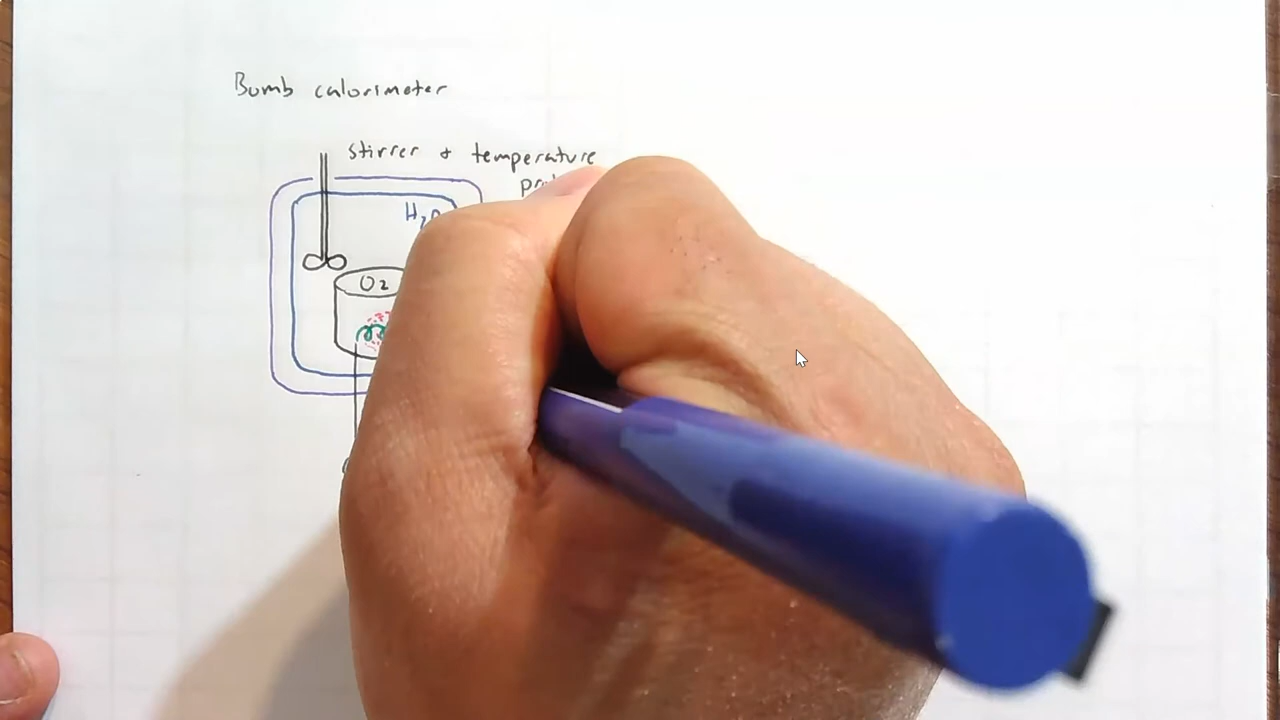 Bomb calorimeter
stirrer & temperature
H₂O
O₂